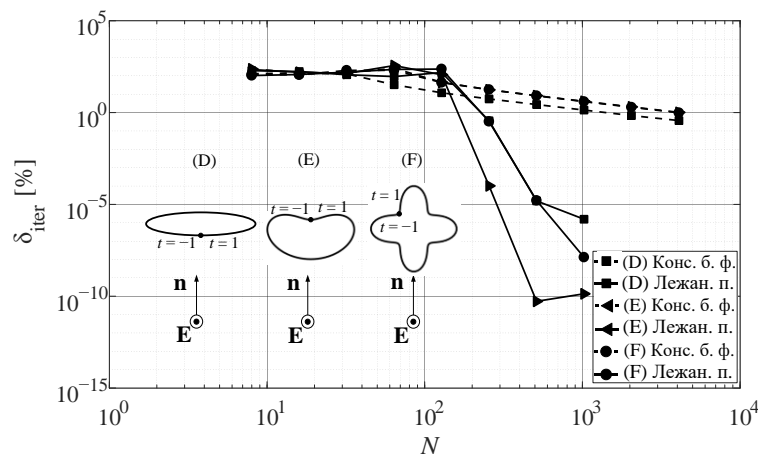 10^5
10^0
10^{-5}
10^{-10}
10^{-15}
δ_iter [%]
(D) (E) (F)
t = −1 t = 1
t = −1 t = 1
t = 1
t = −1
n n n
E E E
(D) Конс. б. ф.
(D) Лежан. п.
(E) Конс. б. ф.
(E) Лежан. п.
(F) Конс. б. ф.
(F) Лежан. п.
10^0 10^1 10^2 10^3 10^4
N